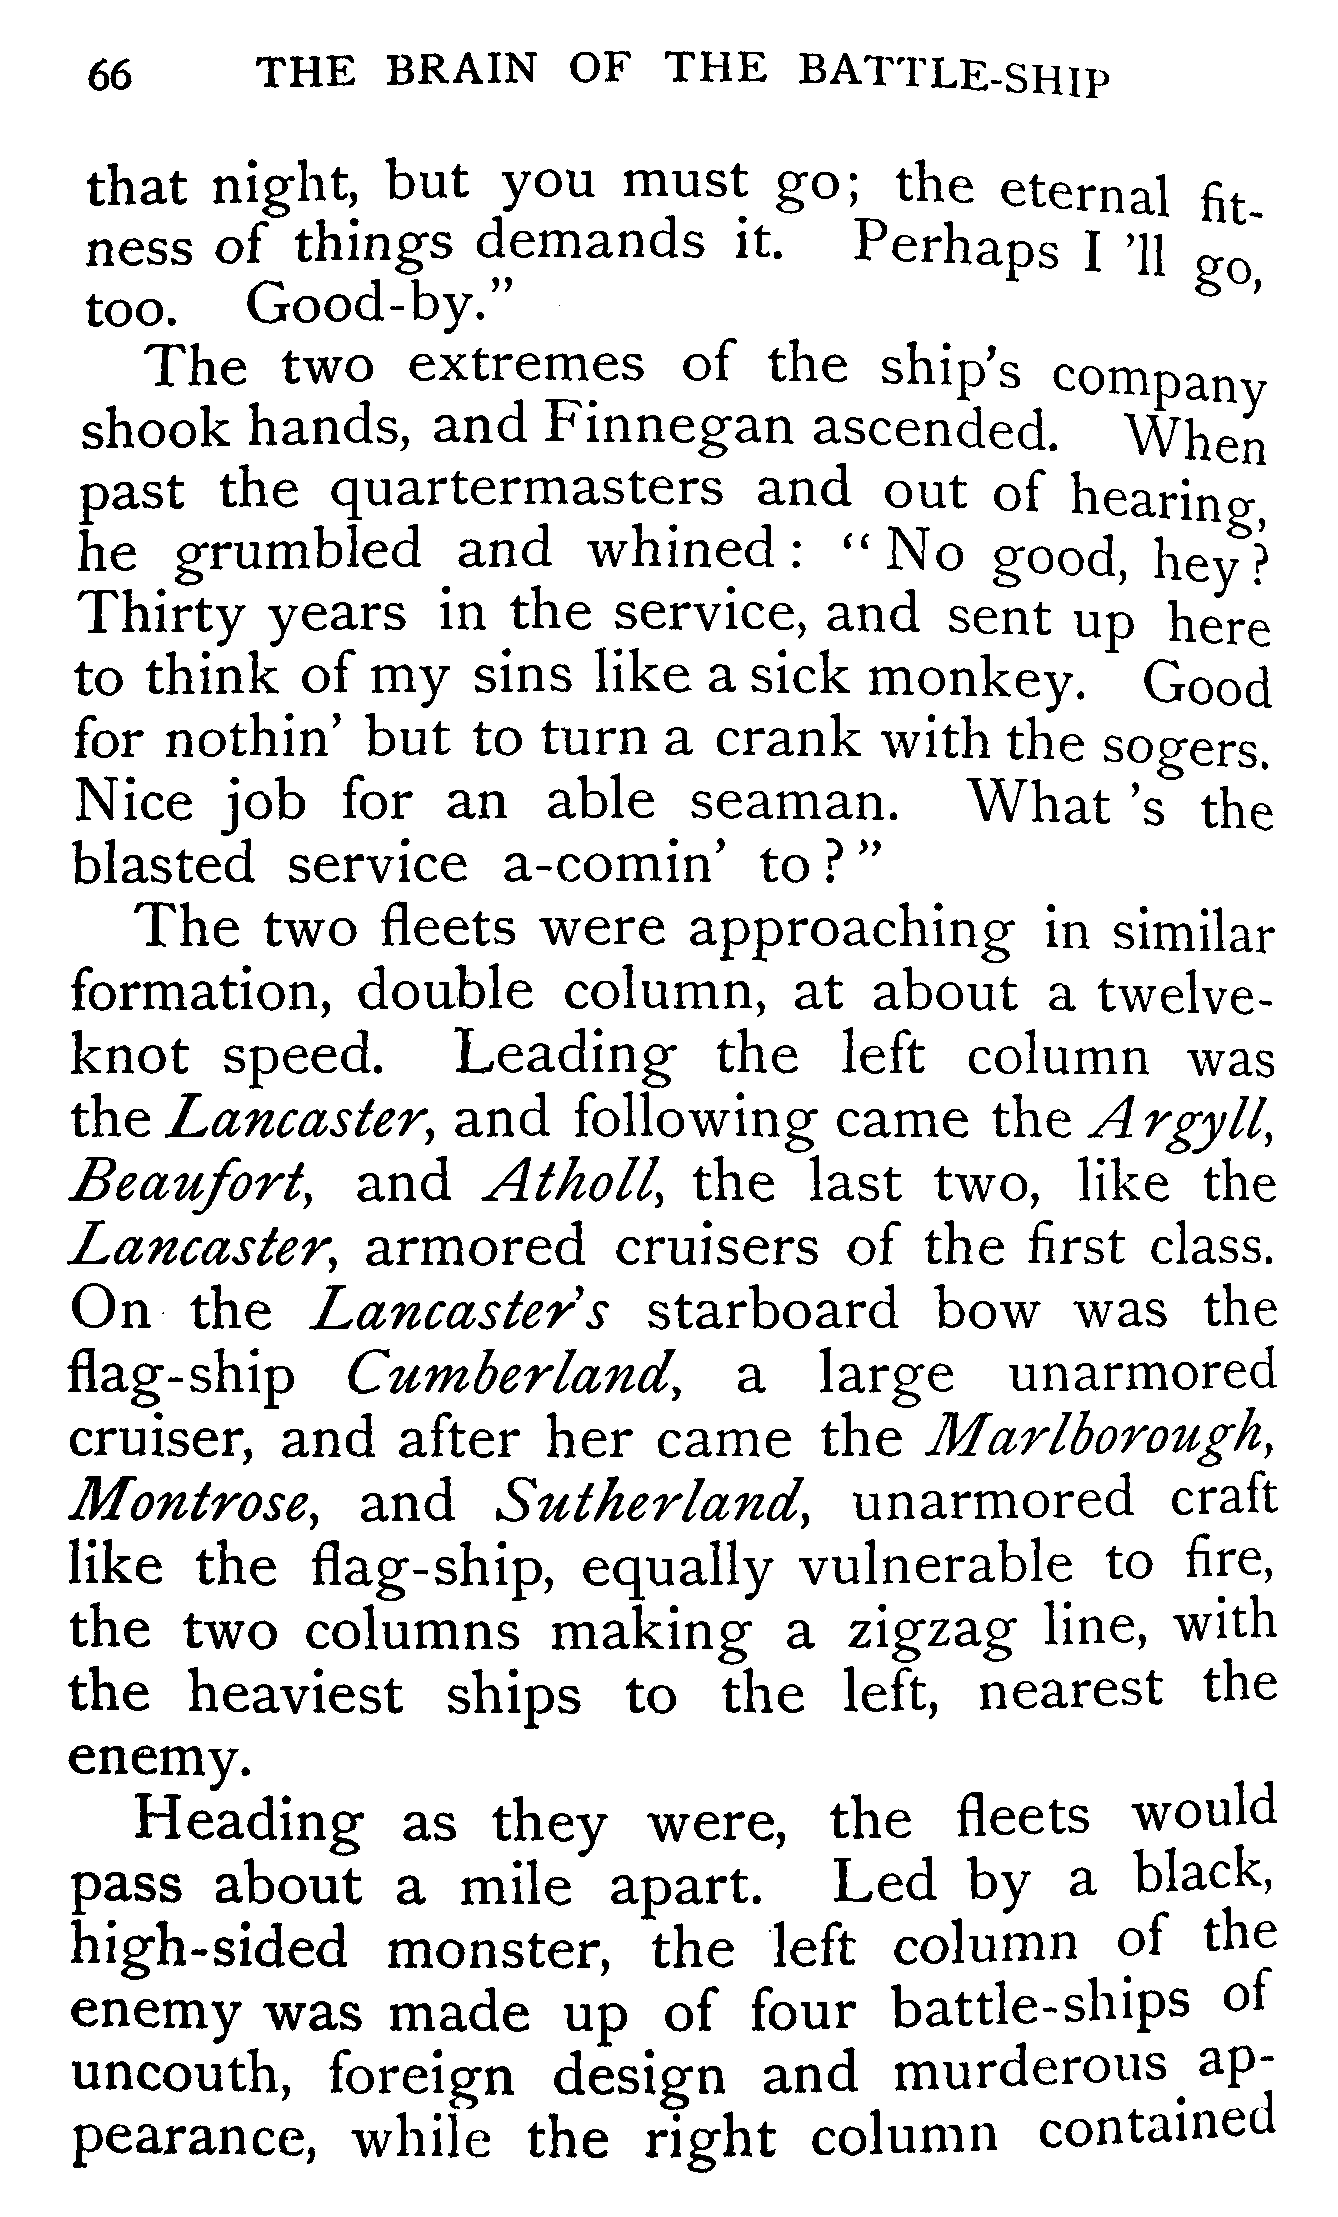 66 THE BRAIN OF THE BATTLE-SHIP
that night, but you must go; the eternal fit-
ness of things demands it. Perhaps I 'll go,
too. Good-by."
The two extremes of the ship's company
shook hands, and Finnegan ascended. When
past the quartermasters and out of hearing,
he grumbled and whined: "No good, hey?
Thirty years in the service, and sent up here
to think of my sins like a sick monkey. Good
for nothin' but to turn a crank with the sogers.
Nice job for an able seaman. What 's the
blasted service a-comin' to?"
The two fleets were approaching in similar
formation, double column, at about a twelve-
knot speed. Leading the left column was
the Lancaster, and following came the Argyll,
Beaufort, and Atholl, the last two, like the
Lancaster, armored cruisers of the first class.
On the Lancaster's starboard bow was the
flag-ship Cumberland, a large unarmored
cruiser, and after her came the Marlborough,
Montrose, and Sutherland, unarmored craft
like the flag-ship, equally vulnerable to fire,
the two columns making a zigzag line, with
the heaviest ships to the left, nearest the
enemy.
Heading as they were, the fleets would
pass about a mile apart. Led by a black,
high-sided monster, the left column of the
enemy was made up of four battle-ships of
uncouth, foreign design and murderous ap-
pearance, while the right column contained